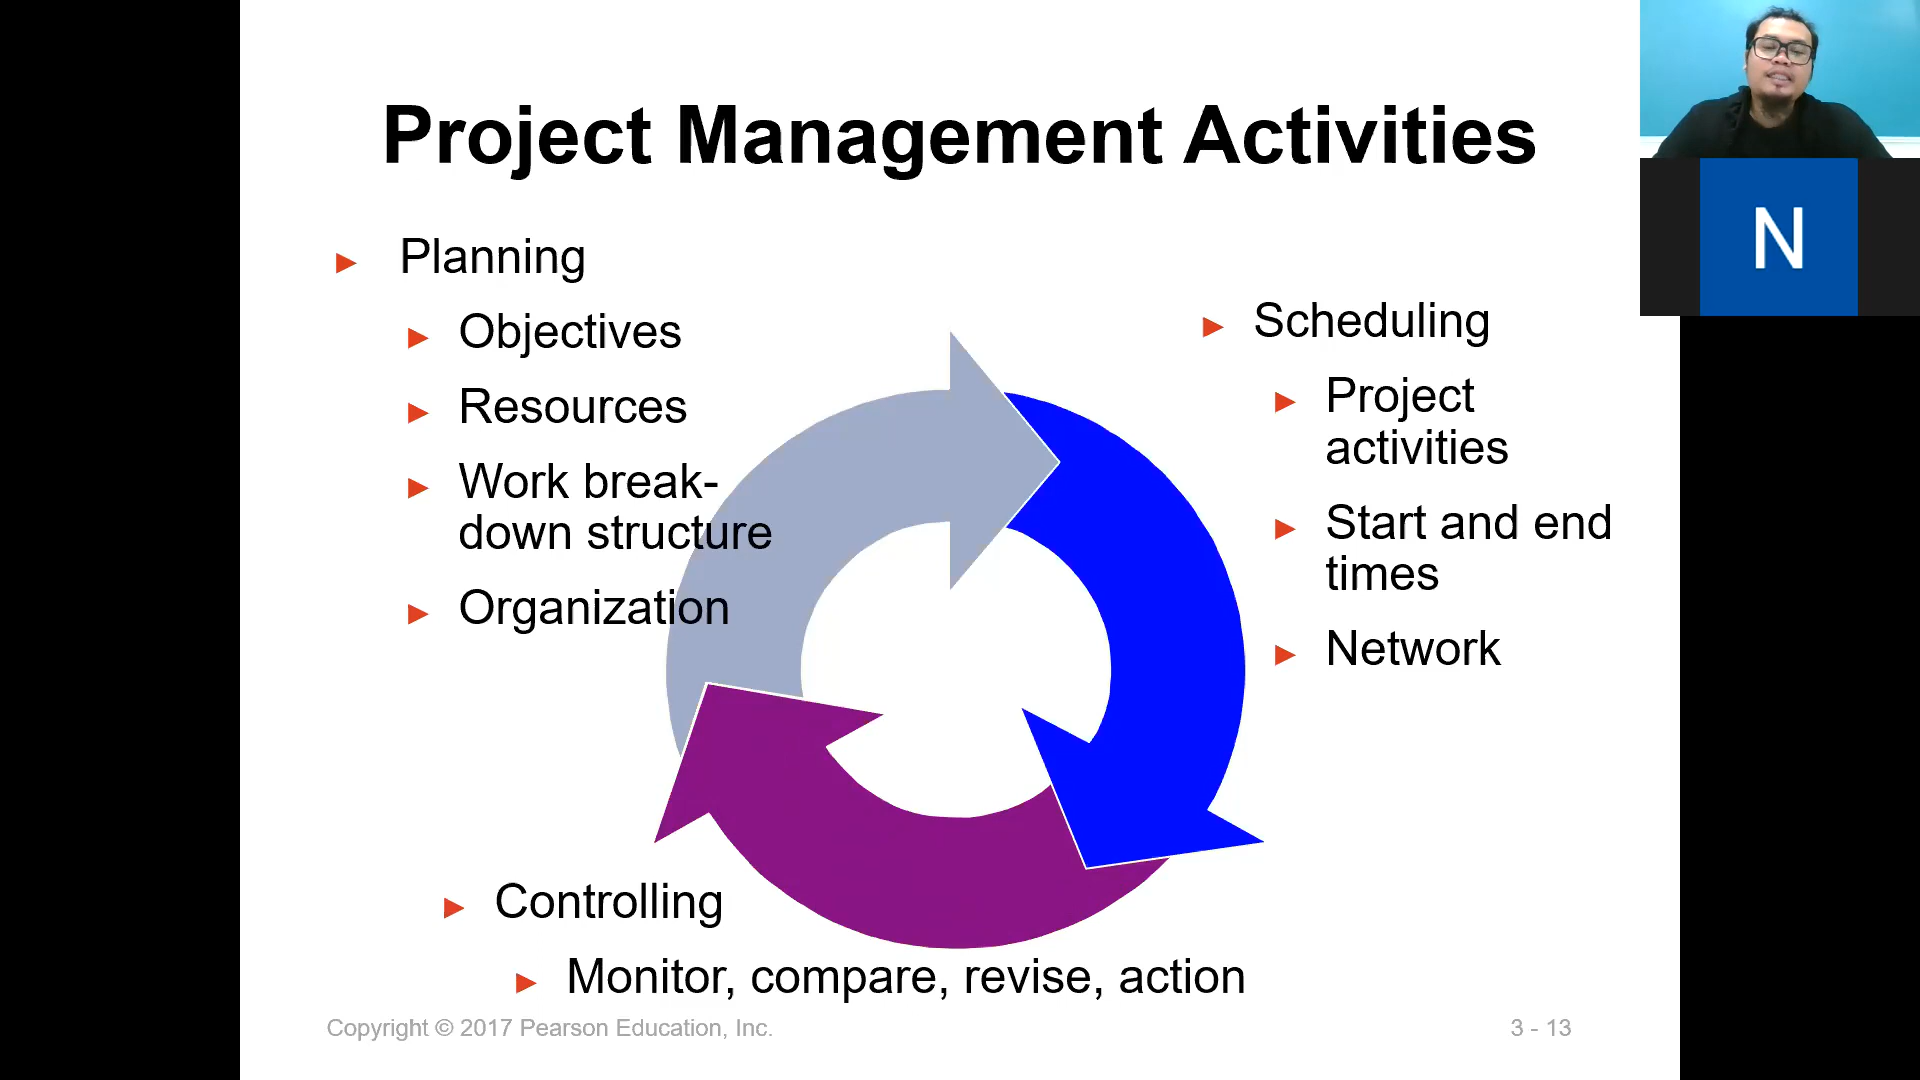 Project Management Activities
► Planning
► Objectives
► Resources
► Work break-
down structure
► Organization
► Scheduling
► Project
activities
► Start and end
times
► Network
► Controlling
► Monitor, compare, revise, action
Copyright © 2017 Pearson Education, Inc.
3 - 13
N